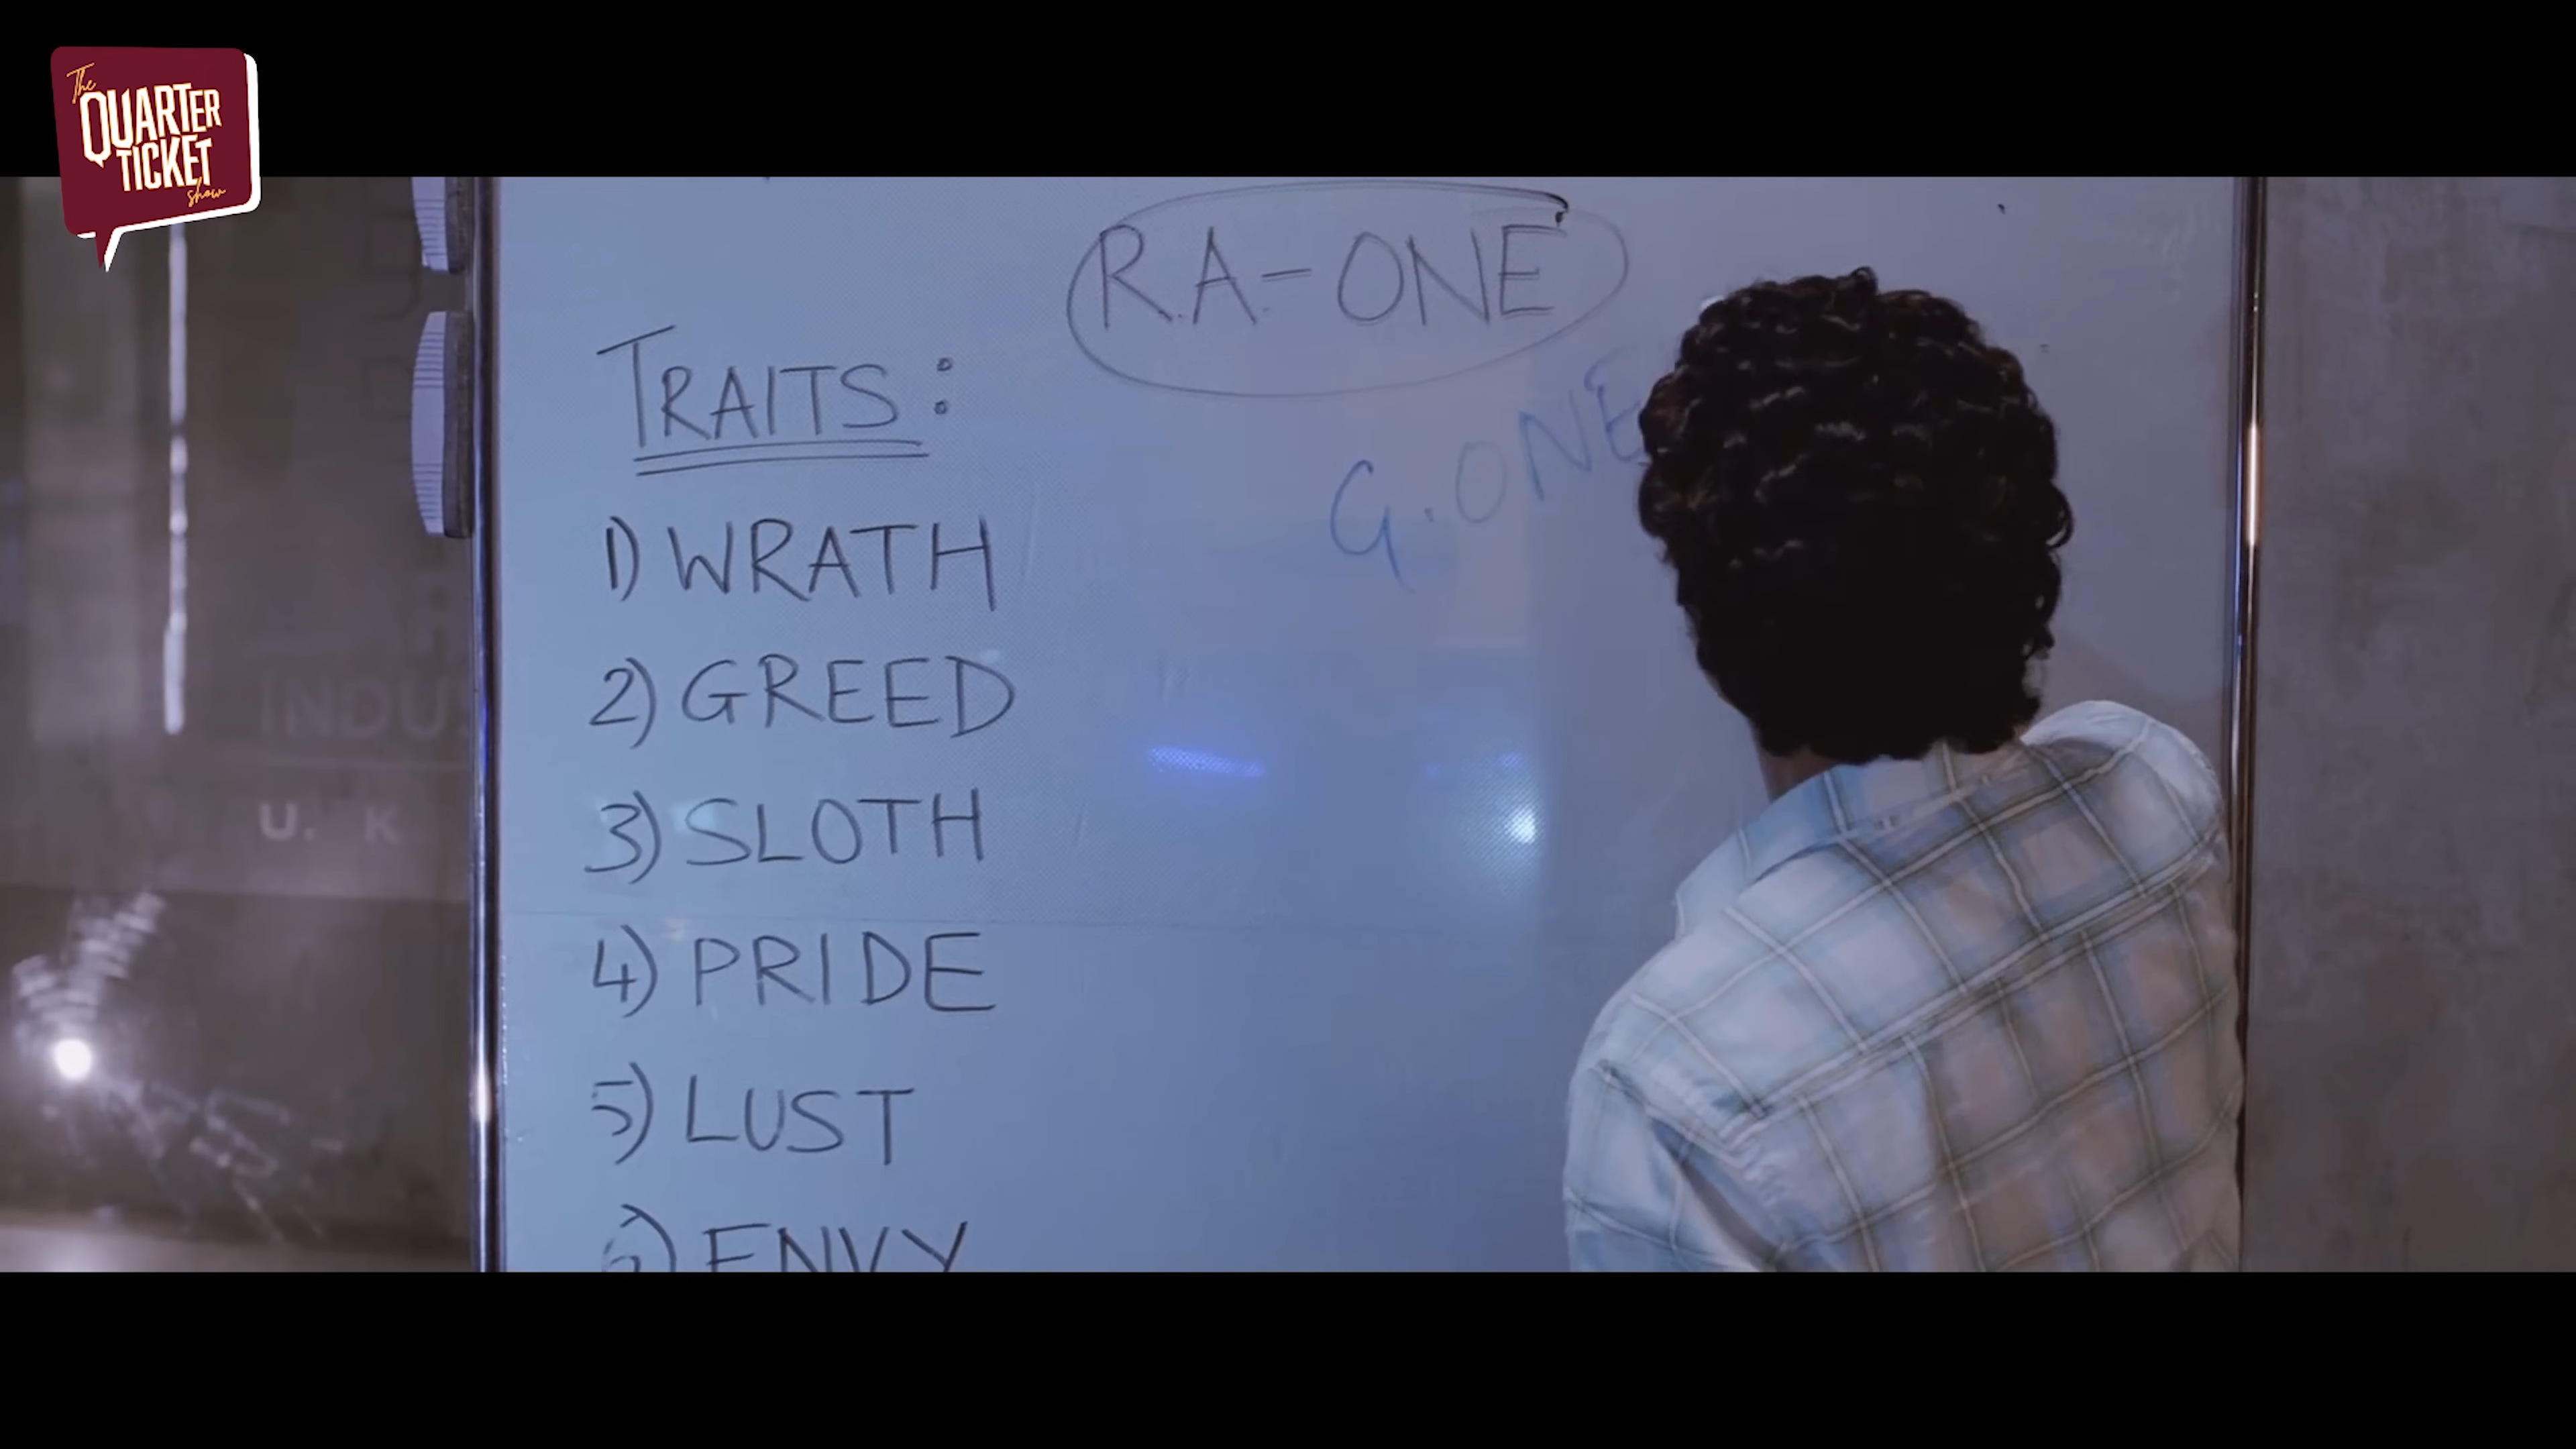 The
QUARTER
TICKET
show
R.A-ONE
TRAITS:
G.ONE
1) WRATH
2) GREED
3) SLOTH
4) PRIDE
5) LUST
ENVY
U. K